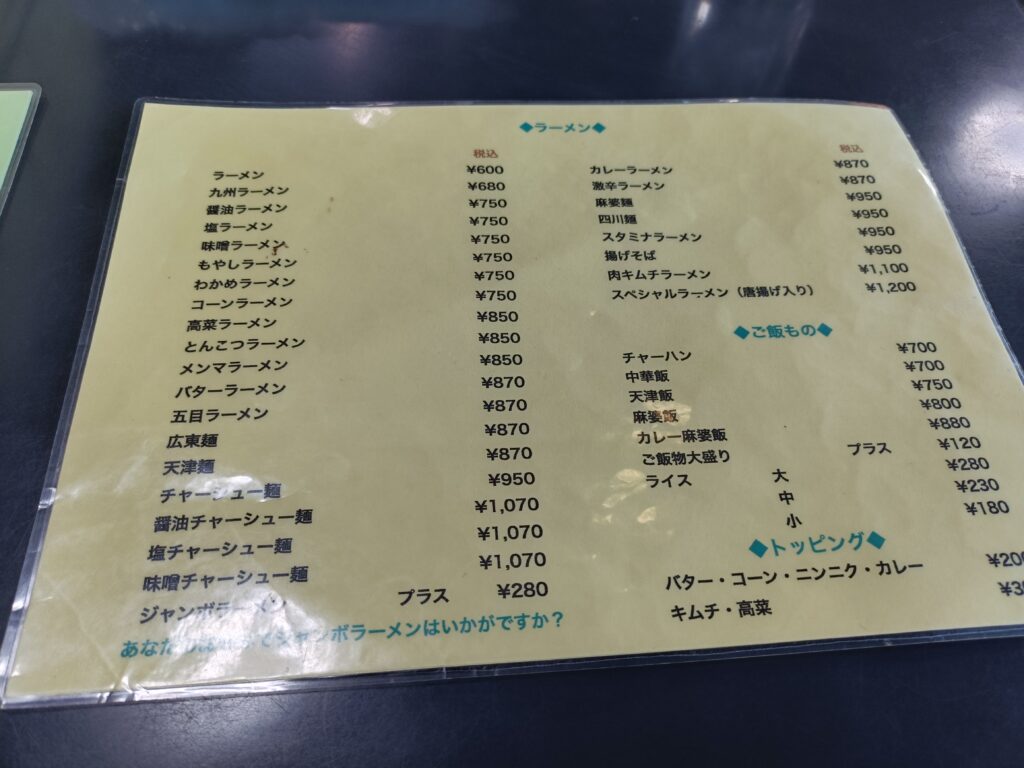 ◆ラーメン◆
税込
ラーメン ¥600
九州ラーメン ¥680
醤油ラーメン ¥750
塩ラーメン ¥750
味噌ラーメン ¥750
もやしラーメン ¥750
わかめラーメン ¥750
コーンラーメン ¥750
高菜ラーメン ¥850
とんこつラーメン ¥850
メンマラーメン ¥850
バターラーメン ¥870
五目ラーメン ¥870
広東麺 ¥870
天津麺 ¥870
チャーシュー麺 ¥950
醤油チャーシュー麺 ¥1,070
塩チャーシュー麺 ¥1,070
味噌チャーシュー麺 ¥1,070
ジャンボラーメン プラス ¥280
ジャンボラーメンはいかがですか？
税込
カレーラーメン ¥870
激辛ラーメン ¥870
麻婆麺 ¥950
四川麺 ¥950
スタミナラーメン ¥950
揚げそば ¥950
肉キムチラーメン ¥1,100
スペシャルラーメン（唐揚げ入り） ¥1,200
◆ご飯もの◆
チャーハン ¥700
中華飯 ¥700
天津飯 ¥750
麻婆飯 ¥800
カレー麻婆飯 ¥880
ご飯物大盛り プラス ¥120
ライス 大 ¥280
中 ¥230
小 ¥180
◆トッピング◆
バター・コーン・ニンニク・カレー ¥200
キムチ・高菜